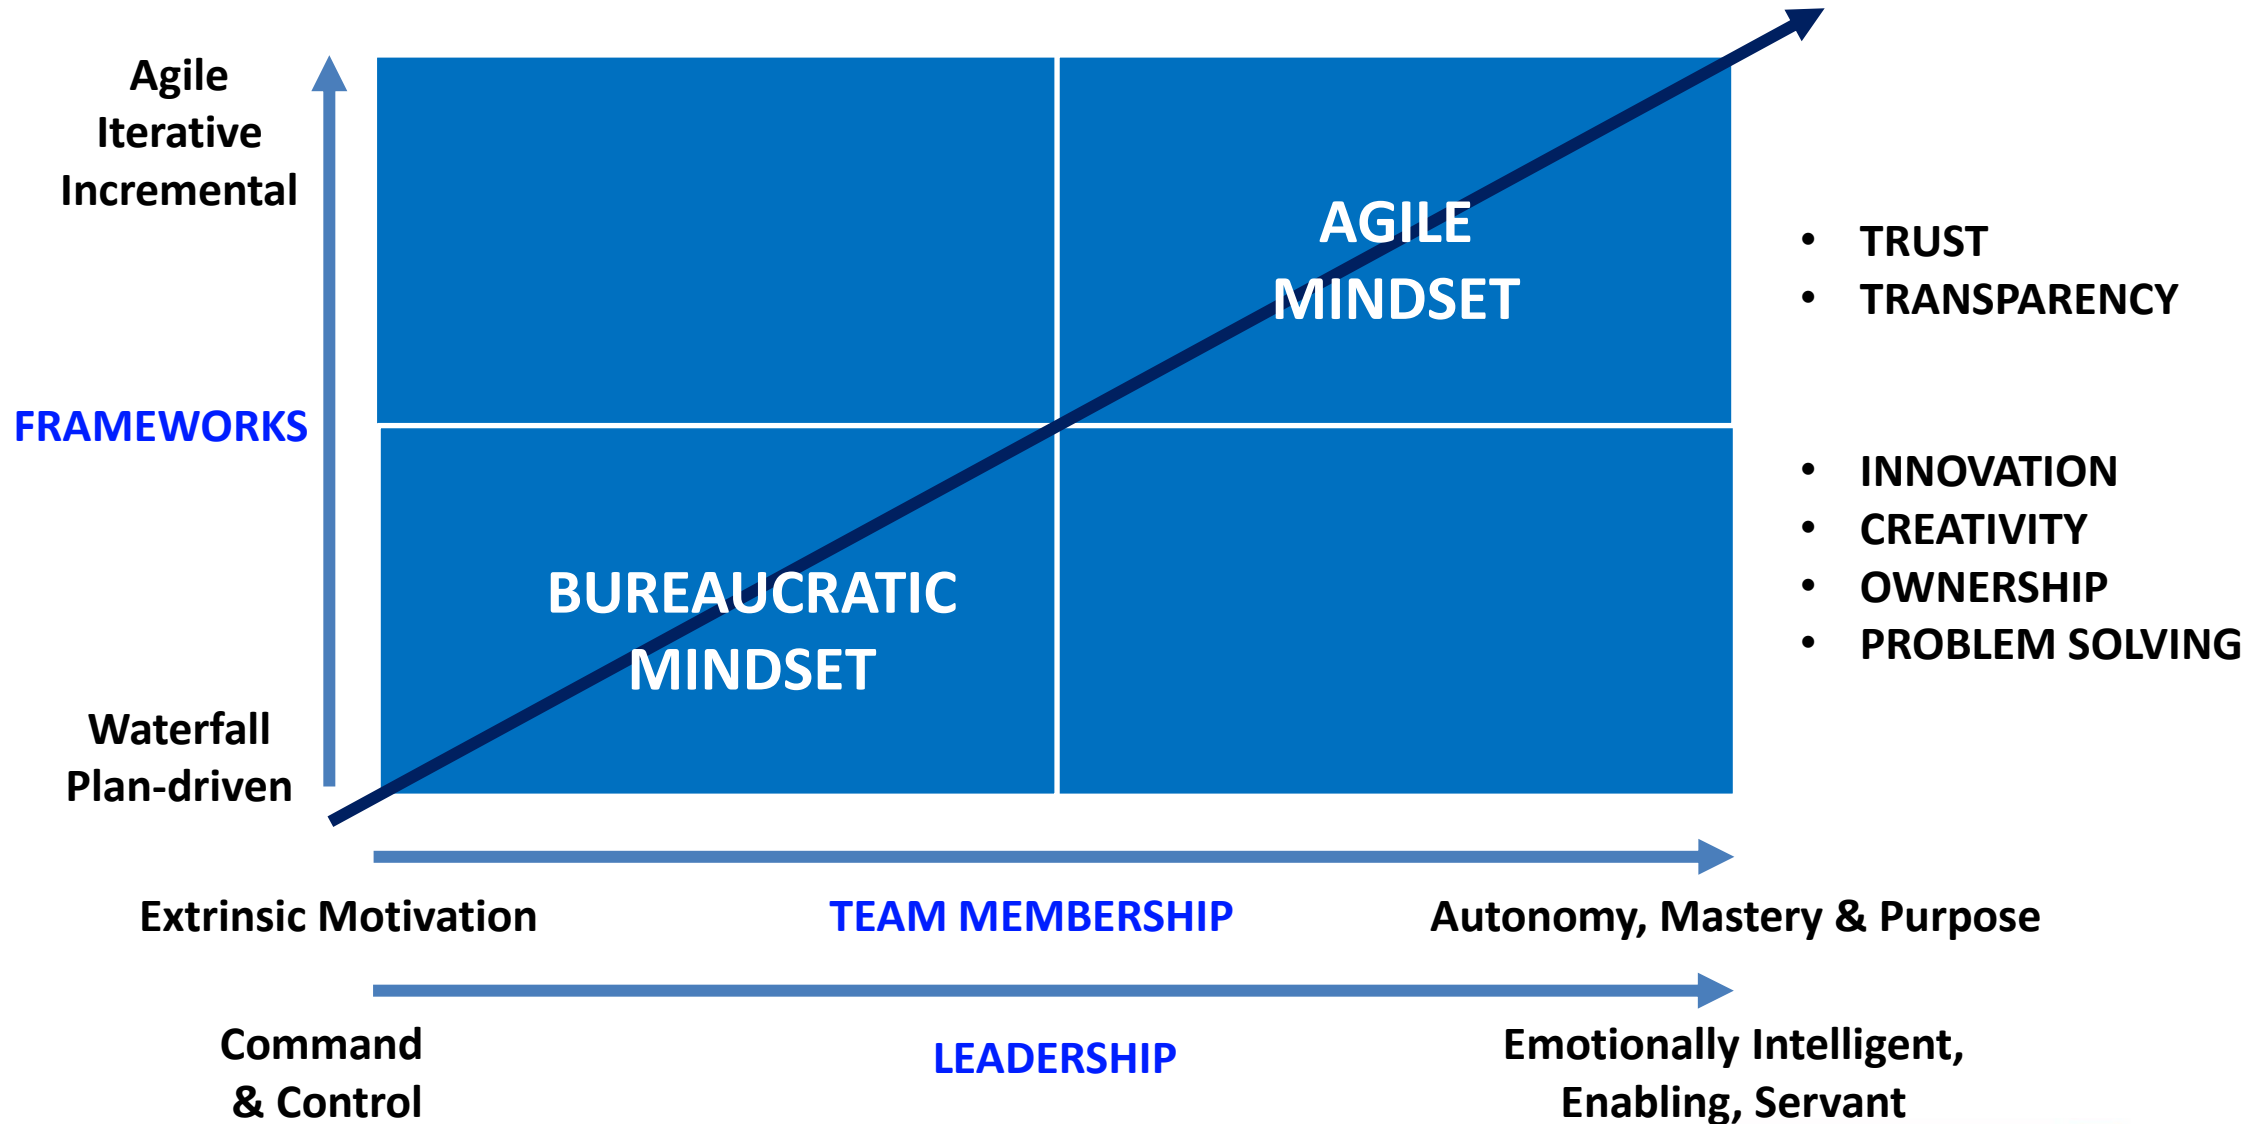 Agile
Iterative
Incremental
FRAMEWORKS
Waterfall
Plan-driven
AGILE
MINDSET
BUREAUCRATIC
MINDSET
• TRUST
• TRANSPARENCY
• INNOVATION
• CREATIVITY
• OWNERSHIP
• PROBLEM SOLVING
Extrinsic Motivation
TEAM MEMBERSHIP
Autonomy, Mastery & Purpose
Command
& Control
LEADERSHIP
Emotionally Intelligent,
Enabling, Servant